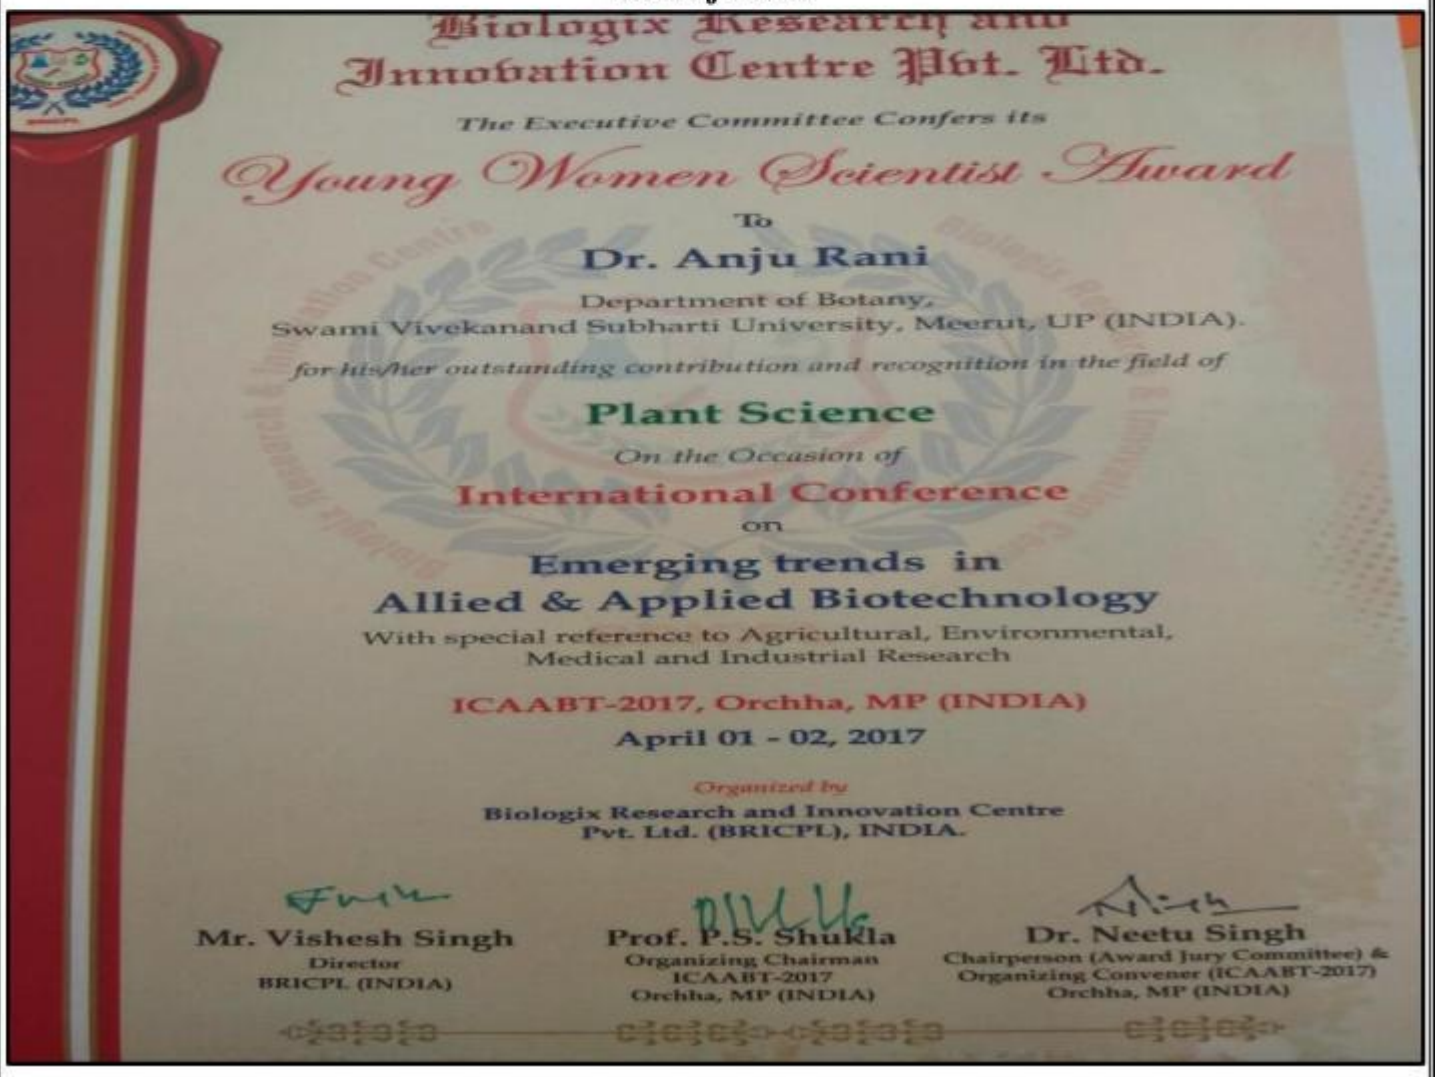 Biologix Research and
Innovation Centre Pvt. Ltd.
The Executive Committee Confers its
Young Women Scientist Award
To
Dr. Anju Rani
Department of Botany,
Swami Vivekanand Subharti University, Meerut, UP (INDIA).
for his/her outstanding contribution and recognition in the field of
Plant Science
On the Occasion of
International Conference
on
Emerging trends in
Allied & Applied Biotechnology
With special reference to Agricultural, Environmental,
Medical and Industrial Research
ICAABT-2017, Orchha, MP (INDIA)
April 01 - 02, 2017
Organized by
Biologix Research and Innovation Centre
Pvt. Ltd. (BRICPL), INDIA.
Mr. Vishesh Singh
Director
BRICPL (INDIA)
Prof. P.S. Shukla
Organizing Chairman
ICAABT-2017
Orchha, MP (INDIA)
Dr. Neetu Singh
Chairperson (Award Jury Committee) &
Organizing Convener (ICAABT-2017)
Orchha, MP (INDIA)
BRICPL
Biologix Research & Innovation Centre